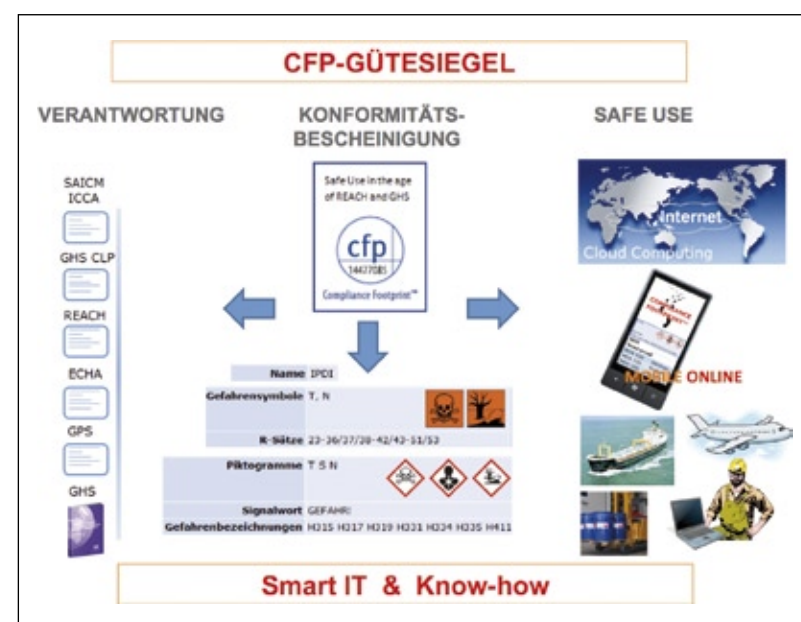 CFP-GÜTESIEGEL
VERANTWORTUNG
KONFORMITÄTS-
BESCHEINIGUNG
SAFE USE
SAICM
ICCA
GHS CLP
REACH
ECHA
GPS
GHS
Safe Use in the age
of REACH and GHS
cfp
14427085
Compliance Footprint™
Name IPDI
Gefahrensymbole T, N
R-Sätze 23-36/37/38-42/43-51/53
Piktogramme T S N
Signalwort GEFAHR!
Gefahrenbezeichnungen H315 H317 H319 H331 H334 H335 H411
Internet
Cloud Computing
COMPLIANCE
FOOTPRINT™
MOBILE ONLINE
Smart IT & Know-how